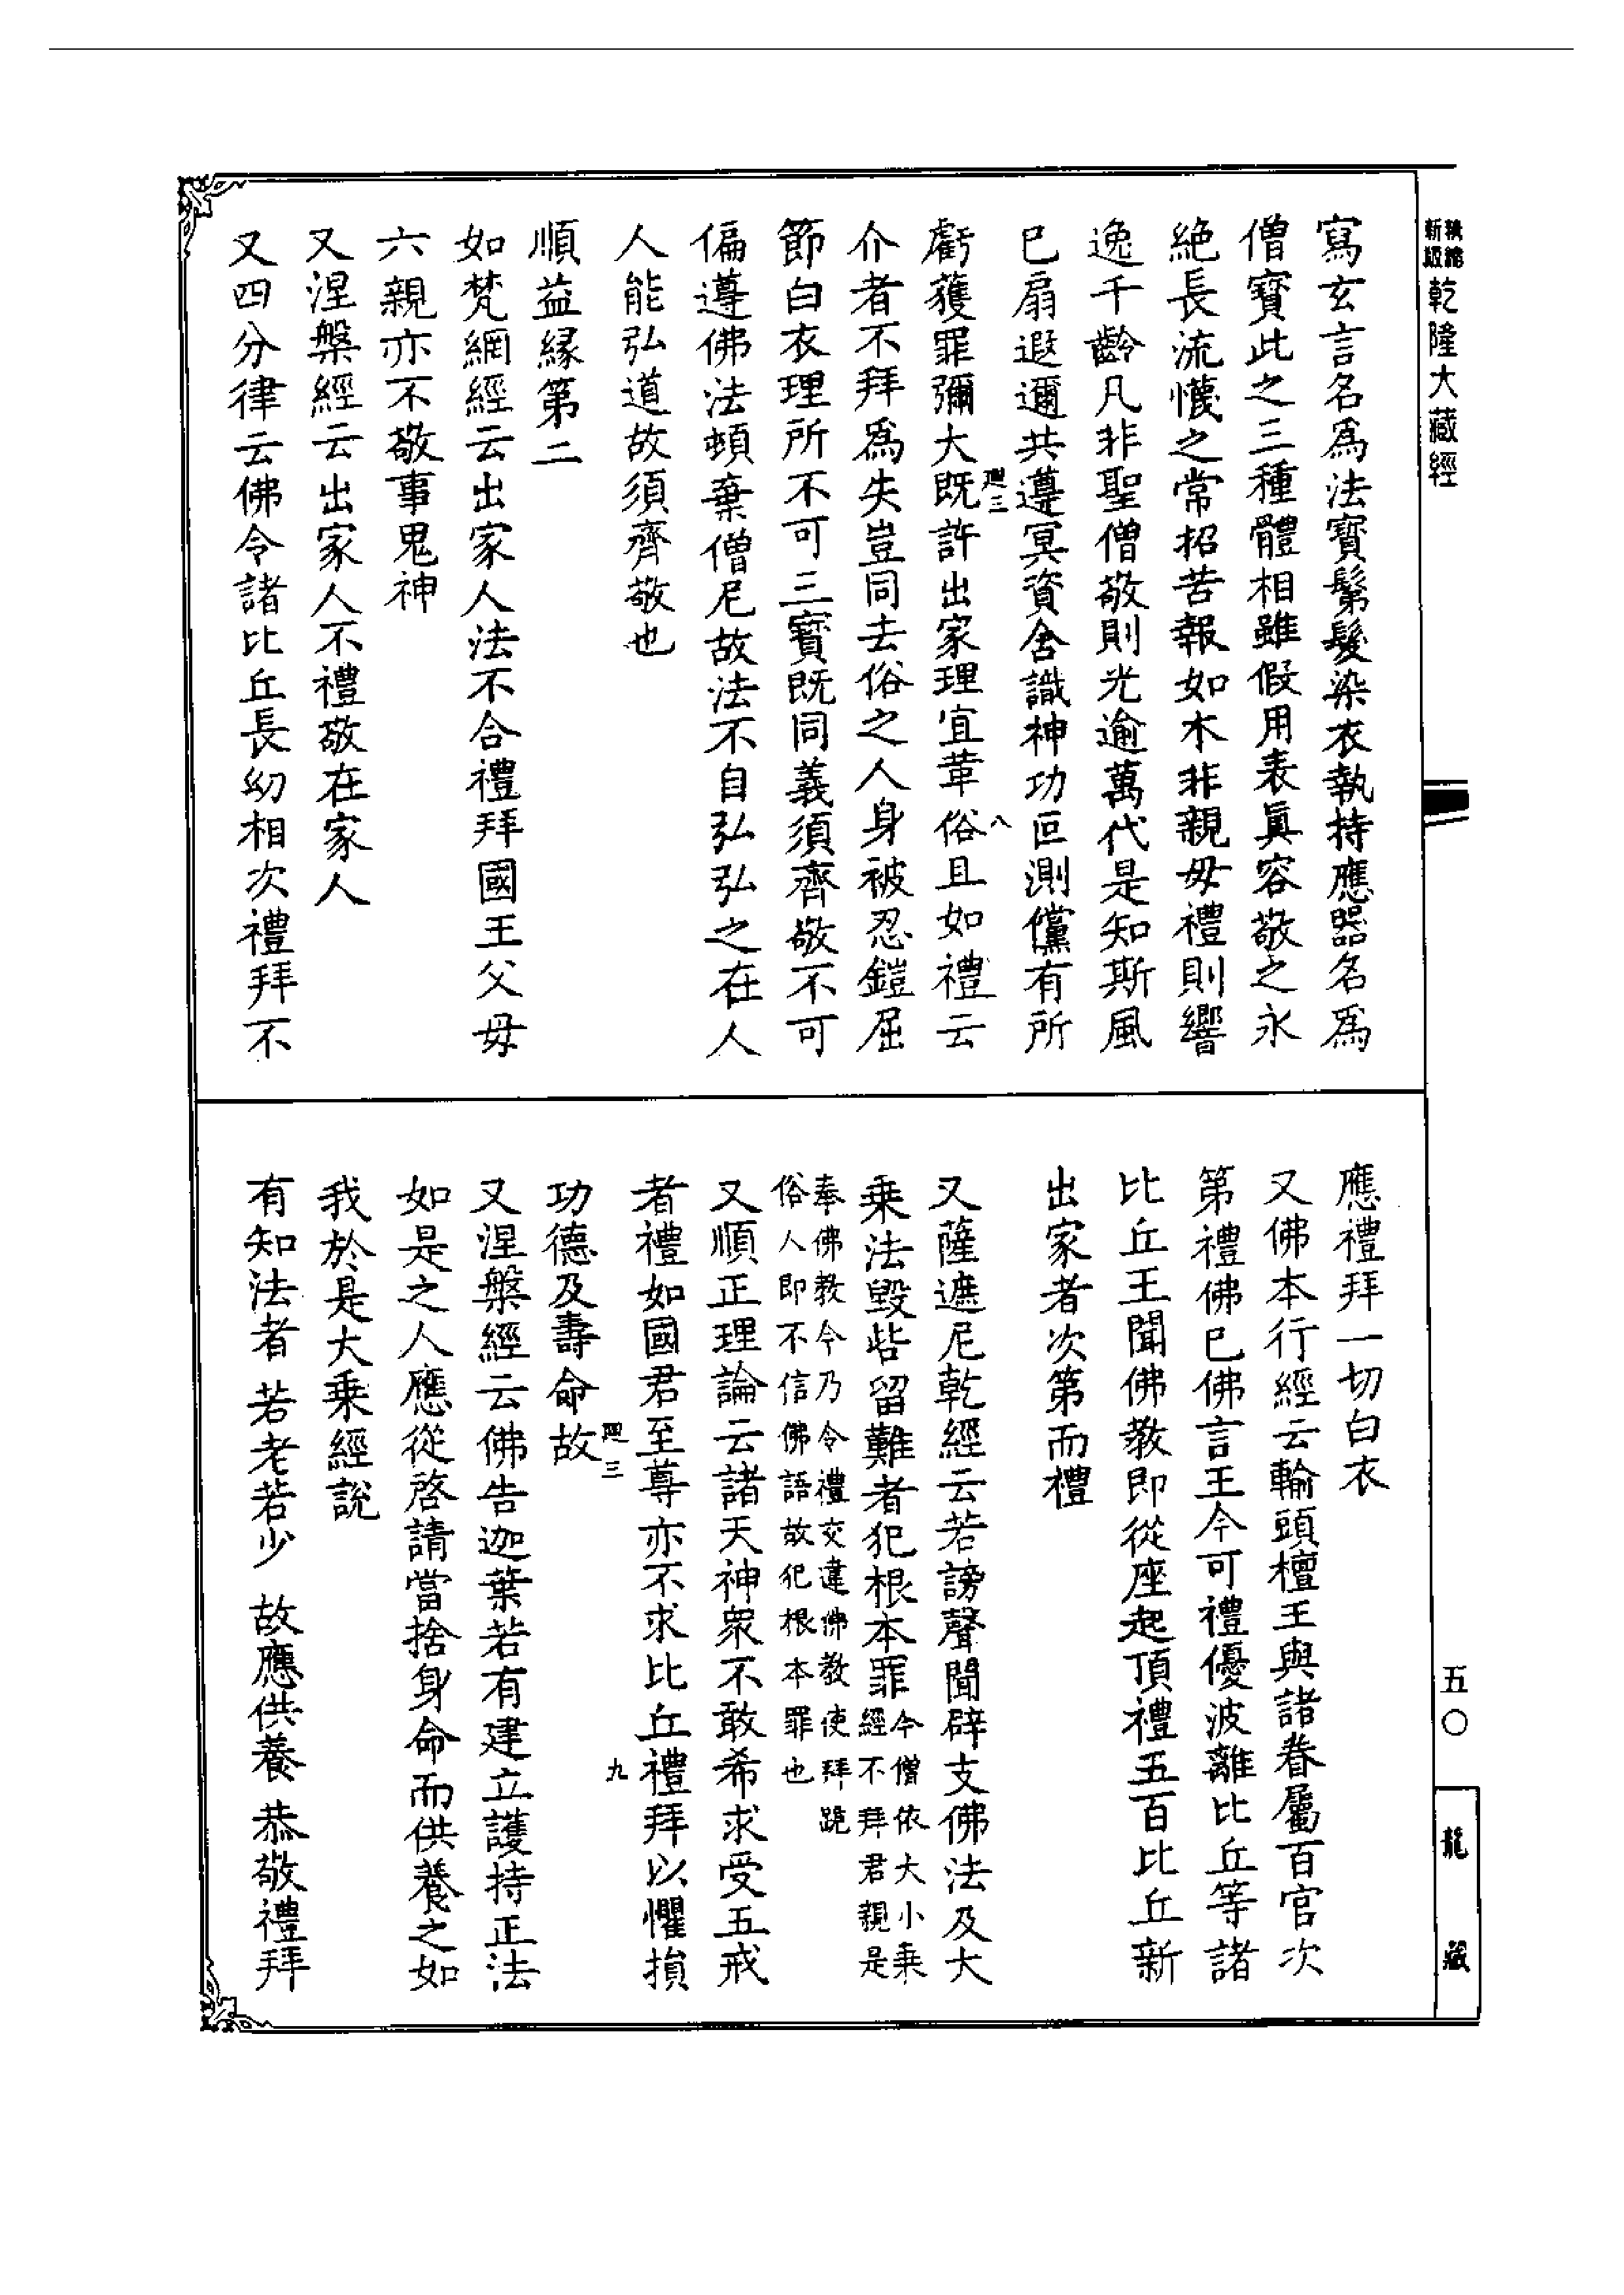 乾隆大藏經
寫玄言名爲法寶鬀髮染衣執持應器名爲
僧寶此之三種體相雖假用表眞容敬之永
絶長流懱之常招苦報如木非親母禮則響
逸千齡凡非聖僧敬則光逾萬代是知斯風
已扇遐邇共遵冥資含識神功叵測儻有所
虧獲罪彌大既許出家理宜革俗且如禮云
介者不拜爲失豈同去俗之人身被忍鎧屈
節白衣理所不可三寶既同義須齊敬不可
偏遵佛法頓棄僧尼故法不自弘弘之在人
人能弘道故須齊敬也
順益緣第二
如梵網經云出家人法不合禮拜國王父母
六親亦不敬事鬼神
又涅槃經云出家人不禮敬在家人
又四分律云佛令諸比丘長幼相次禮拜不
三
八
應禮拜一切白衣
又佛本行經云輸頭檀王與諸眷屬百官次
第禮佛已佛言王今可禮優波離比丘等諸
比丘王聞佛教即從座起頂禮五百比丘新
出家者次第而禮
又薩遮尼乾經云若謗聲聞辟支佛法及大
乗法毀呰留難者犯根本罪今僧依大小乗
經不拜君親是
奉佛教今乃令禮交違佛教使拜跪
俗人即不信佛語故犯根本罪也
又順正理論云諸天神衆不敢希求受五戒
者禮如國君至尊亦不求比丘禮拜以懼損
功德及壽命故
又涅槃經云佛告迦葉若有建立護持正法
如是之人應從啓請當捨身命而供養之如
我於是大乗經說
有知法者 若老若少 故應供養 恭敬禮拜
三
九
五〇
龍藏